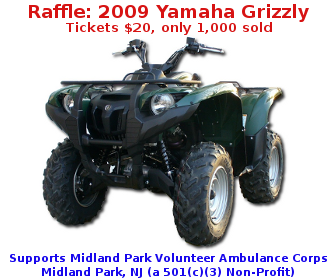 Raffle: 2009 Yamaha Grizzly
Tickets $20, only 1,000 sold
Supports Midland Park Volunteer Ambulance Corps
Midland Park, NJ (a 501(c)(3) Non-Profit)